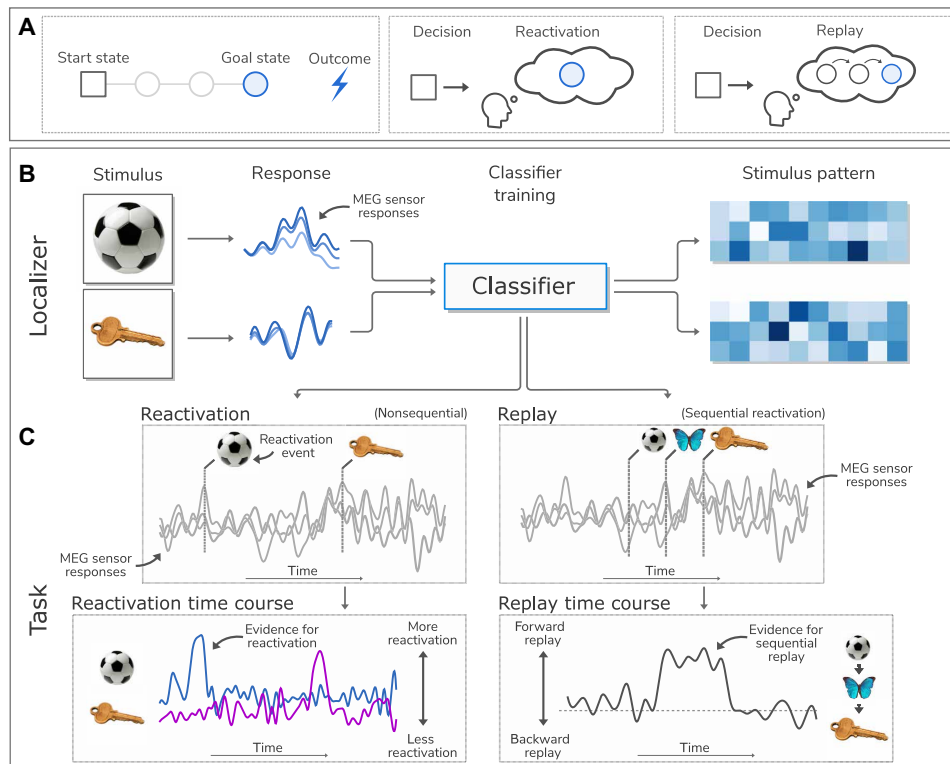 A
Start state
Goal state
Outcome
Decision
Reactivation
Decision
Replay
B
Localizer
Stimulus
Response
Classifier
training
Stimulus pattern
MEG sensor
responses
Classifier
C
Task
Reactivation
(Nonsequential)
Reactivation
event
MEG sensor
responses
Time
Replay
(Sequential reactivation)
MEG sensor
responses
Time
Reactivation time course
Evidence for
reactivation
More
reactivation
Less
reactivation
Time
Replay time course
Forward
replay
Evidence for
sequential
replay
Backward
replay
Time